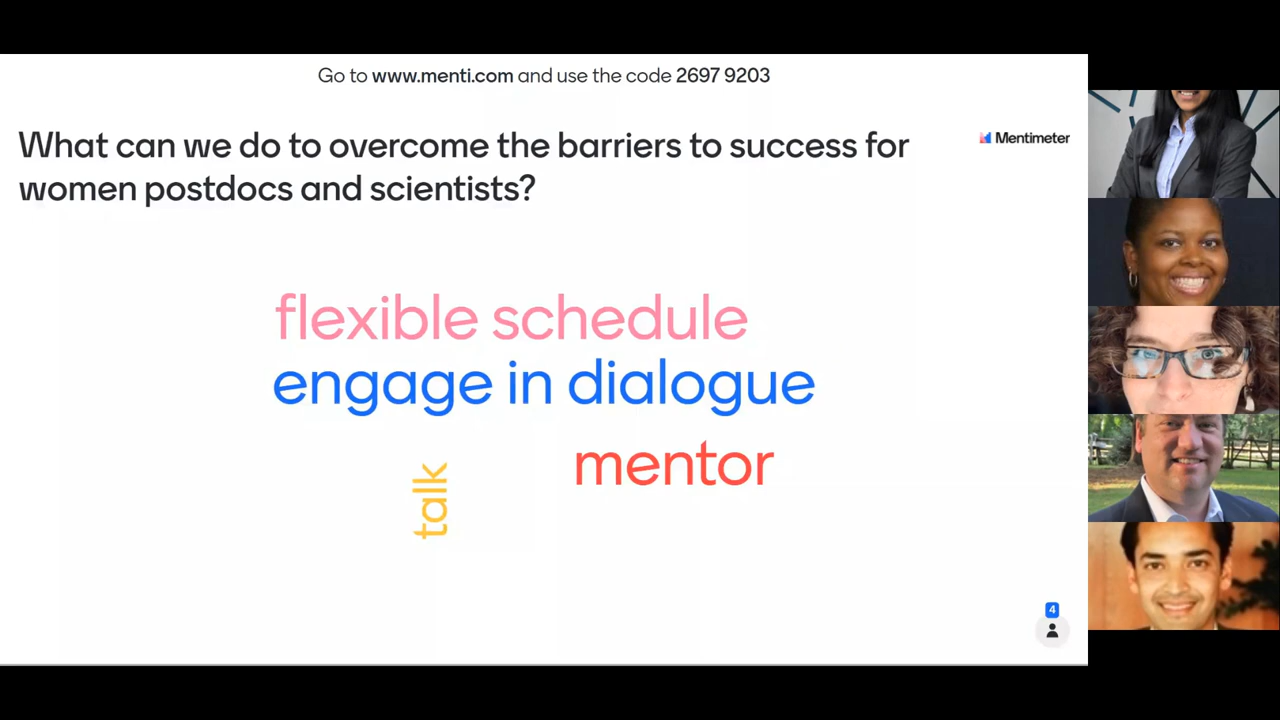 Go to www.menti.com and use the code 2697 9203
What can we do to overcome the barriers to success for
women postdocs and scientists?
Mentimeter
flexible schedule
engage in dialogue
mentor
talk
4